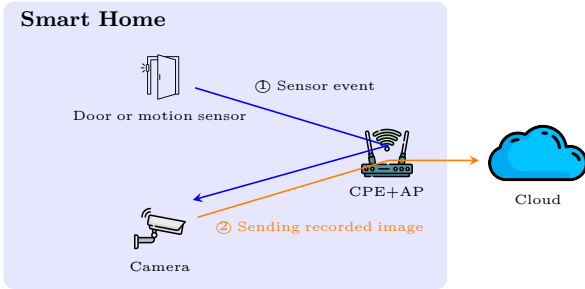 Smart Home
① Sensor event
Door or motion sensor
CPE+AP
Cloud
② Sending recorded image
Camera